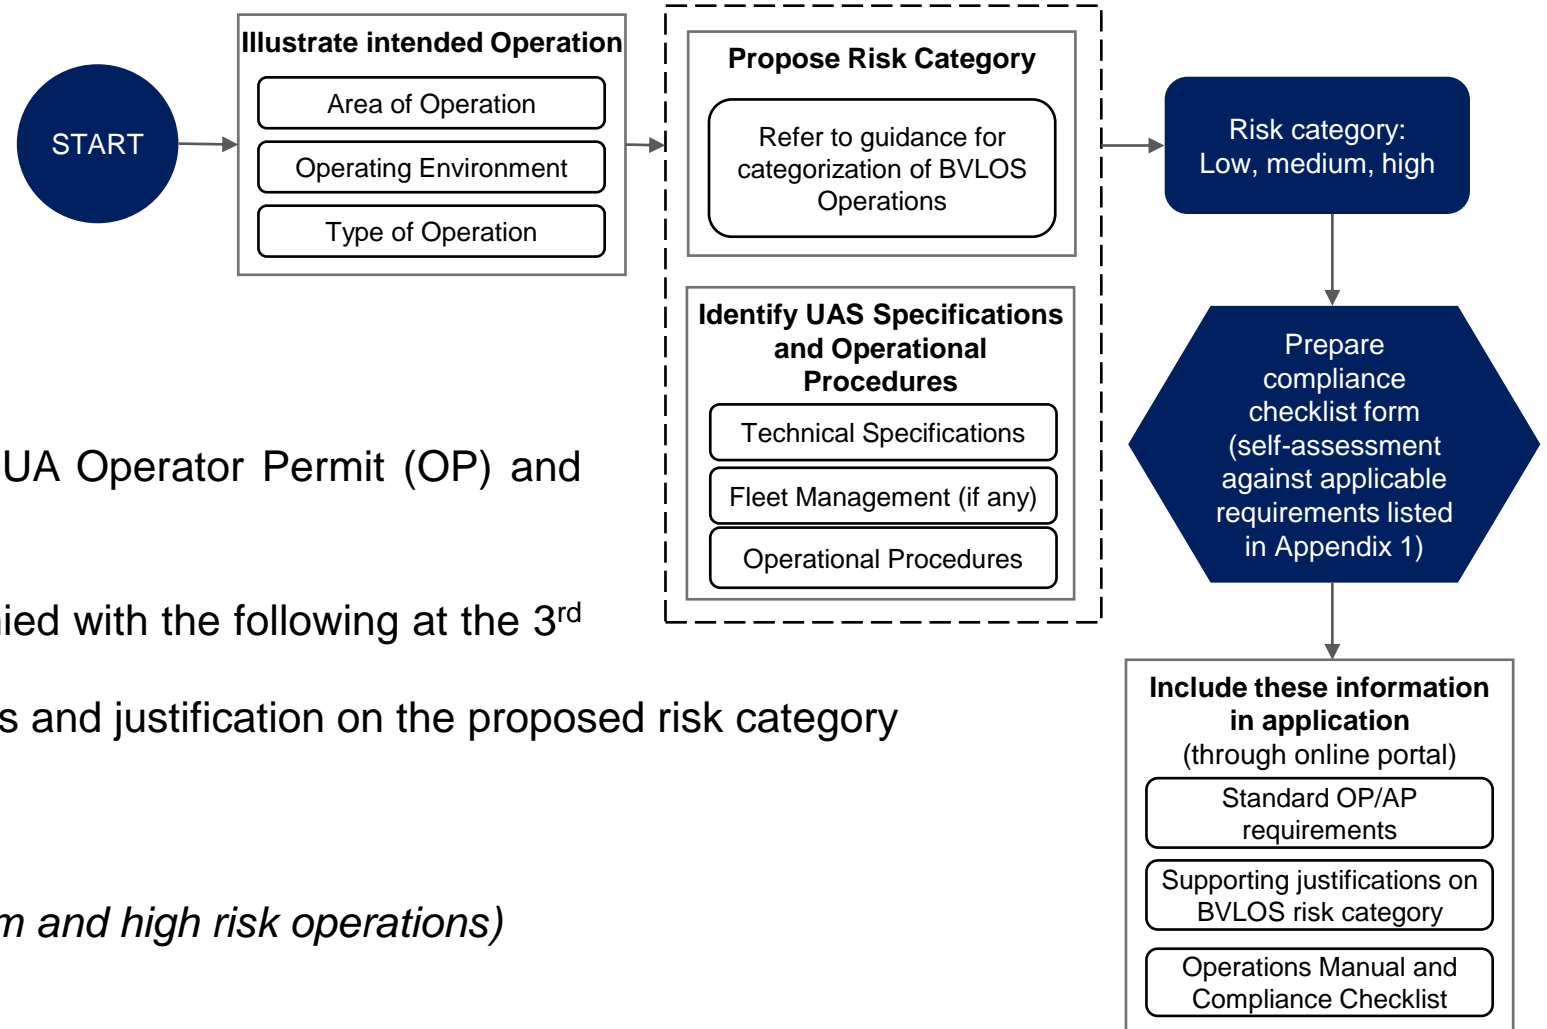 START
Illustrate intended Operation
Area of Operation
Operating Environment
Type of Operation
Propose Risk Category
Refer to guidance for
categorization of BVLOS
Operations
Identify UAS Specifications
and Operational
Procedures
Technical Specifications
Fleet Management (if any)
Operational Procedures
Risk category:
Low, medium, high
Prepare
compliance
checklist form
(self-assessment
against applicable
requirements listed
in Appendix 1)
Include these information
in application
(through online portal)
Standard OP/AP
requirements
Supporting justifications on
BVLOS risk category
Operations Manual and
Compliance Checklist
UA Operator Permit (OP) and
nied with the following at the 3rd
s and justification on the proposed risk category
m and high risk operations)